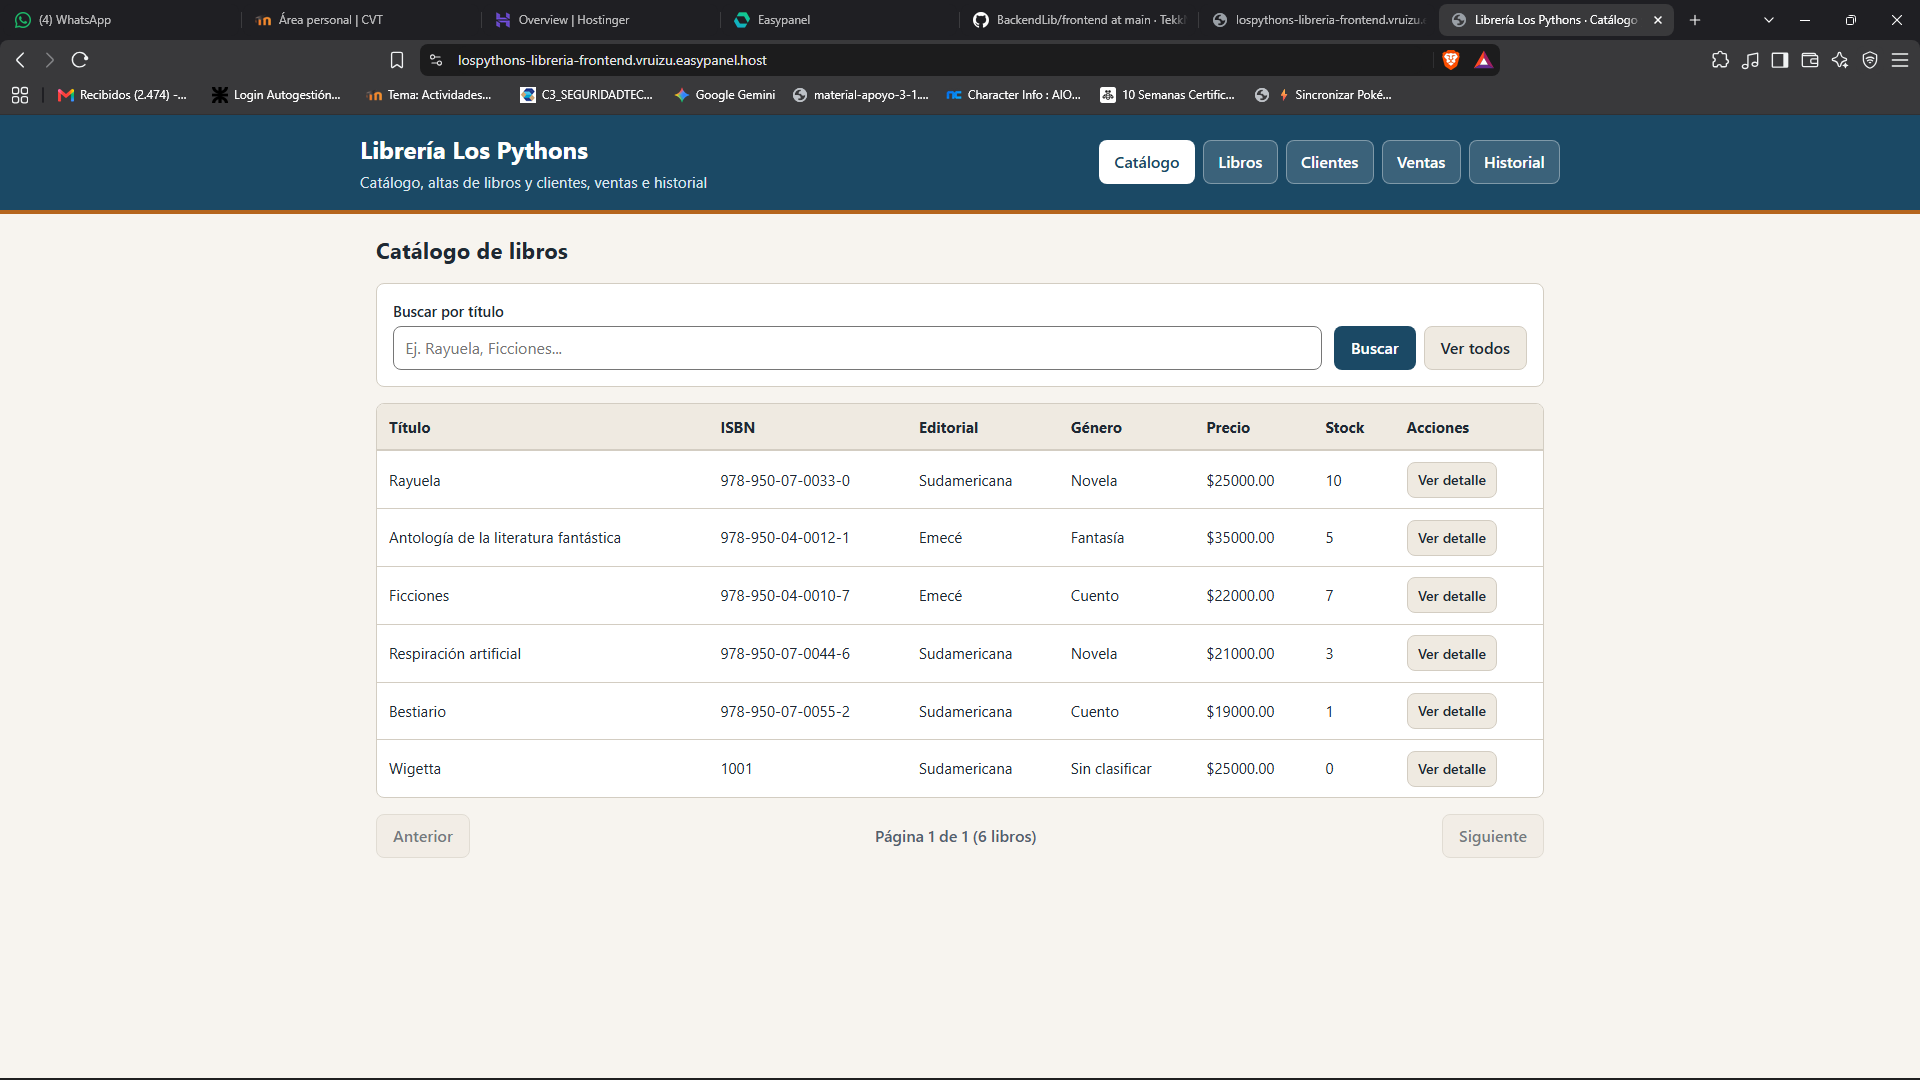 (4) WhatsApp
Área personal | CVT
Overview | Hostinger
Easypanel
BackendLib/frontend at main · Tekk
lospythons-libreria-frontend.vruizu.e
Librería Los Pythons · Catálogo
lospythons-libreria-frontend.vruizu.easypanel.host
Recibidos (2.474) -...
Login Autogestión...
Tema: Actividades...
C3_SEGURIDADTEC...
Google Gemini
material-apoyo-3-1....
Character Info : AIO...
10 Semanas Certific...
Sincronizar Poké...
Librería Los Pythons
Catálogo, altas de libros y clientes, ventas e historial
Catálogo
Libros
Clientes
Ventas
Historial
Catálogo de libros
Buscar por título
Ej. Rayuela, Ficciones...
Buscar
Ver todos
Título ISBN Editorial Género Precio Stock Acciones
Rayuela 978-950-07-0033-0 Sudamericana Novela $25000.00 10 Ver detalle
Antología de la literatura fantástica 978-950-04-0012-1 Emecé Fantasía $35000.00 5 Ver detalle
Ficciones 978-950-04-0010-7 Emecé Cuento $22000.00 7 Ver detalle
Respiración artificial 978-950-07-0044-6 Sudamericana Novela $21000.00 3 Ver detalle
Bestiario 978-950-07-0055-2 Sudamericana Cuento $19000.00 1 Ver detalle
Wigetta 1001 Sudamericana Sin clasificar $25000.00 0 Ver detalle
Anterior
Página 1 de 1 (6 libros)
Siguiente